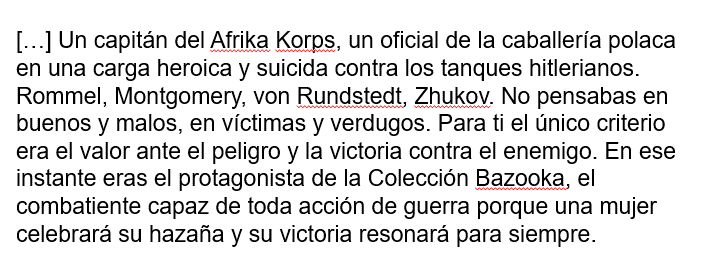 […] Un capitán del Afrika Korps, un oficial de la caballería polaca
en una carga heroica y suicida contra los tanques hitlerianos.
Rommel, Montgomery, von Rundstedt, Zhukov. No pensabas en
buenos y malos, en víctimas y verdugos. Para ti el único criterio
era el valor ante el peligro y la victoria contra el enemigo. En ese
instante eras el protagonista de la Colección Bazooka, el
combatiente capaz de toda acción de guerra porque una mujer
celebrará su hazaña y su victoria resonará para siempre.